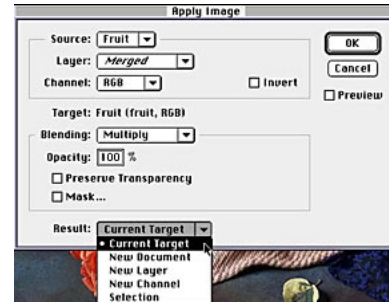 Apply Image
Source: Fruit
Layer: Merged
Channel: RGB
Invert
Target: Fruit (fruit, RGB)
Blending: Multiply
Opacity: 100 %
Preserve Transparency
Mask...
Result: Current Target
• Current Target
New Document
New Layer
New Channel
Selection
OK
Cancel
Preview